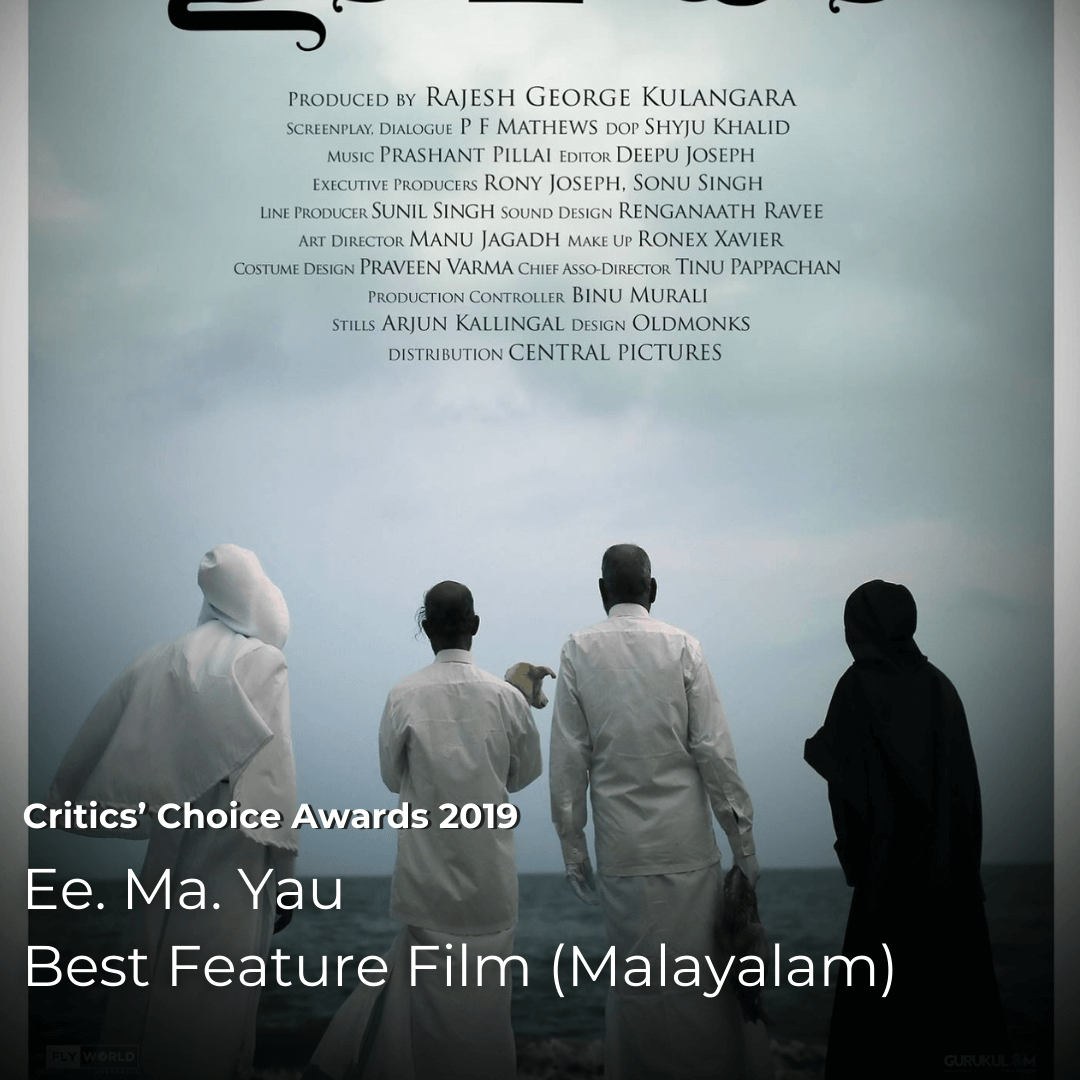 PRODUCED BY RAJESH GEORGE KULANGARA
SCREENPLAY, DIALOGUE P F MATHEWS DOP SHYJU KHALID
MUSIC PRASHANT PILLAI EDITOR DEEPU JOSEPH
EXECUTIVE PRODUCERS RONY JOSEPH, SONU SINGH
LINE PRODUCER SUNIL SINGH SOUND DESIGN RENGANAATH RAVEE
ART DIRECTOR MANU JAGADH MAKE UP RONEX XAVIER
COSTUME DESIGN PRAVEEN VARMA CHIEF ASSO-DIRECTOR TINU PAPPACHAN
PRODUCTION CONTROLLER BINU MURALI
STILLS ARJUN KALLINGAL DESIGN OLDMONKS
DISTRIBUTION CENTRAL PICTURES
Critics’ Choice Awards 2019
Ee. Ma. Yau
Best Feature Film (Malayalam)
FLY WORLD